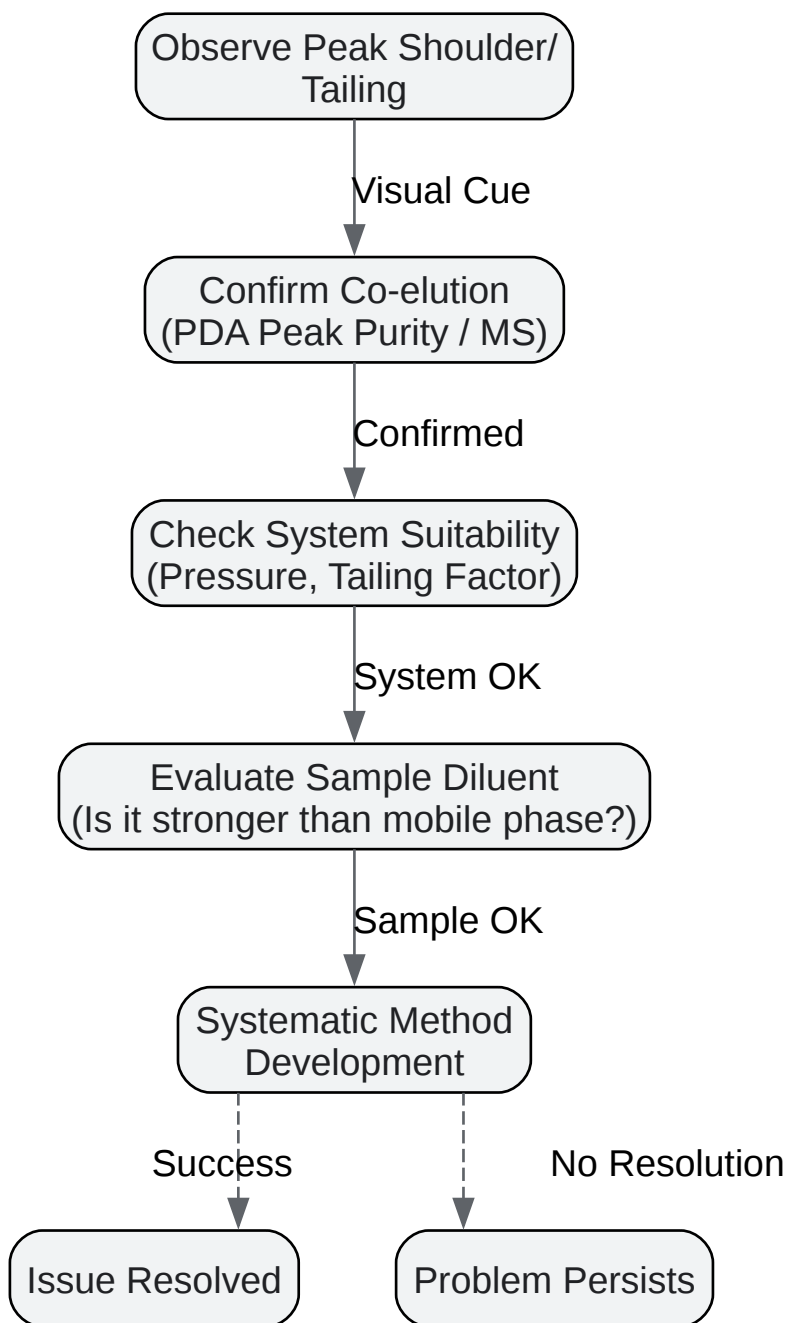 Observe Peak Shoulder/
Tailing
Visual Cue
Confirm Co-elution
(PDA Peak Purity / MS)
Confirmed
Check System Suitability
(Pressure, Tailing Factor)
System OK
Evaluate Sample Diluent
(Is it stronger than mobile phase?)
Sample OK
Systematic Method
Development
Success
No Resolution
Issue Resolved
Problem Persists